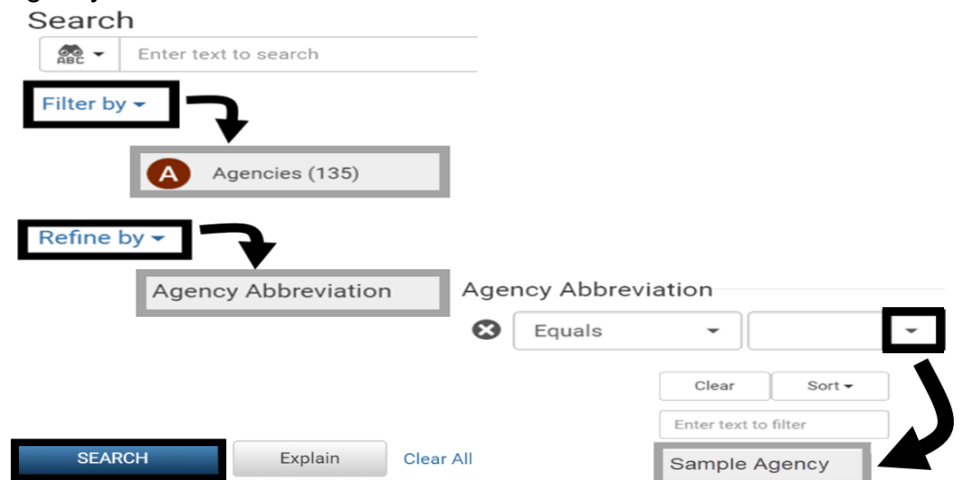 Search
ABC
Enter text to search
Filter by
A Agencies (135)
Refine by
Agency Abbreviation
Agency Abbreviation
Equals
Clear Sort
Enter text to filter
Sample Agency
SEARCH Explain Clear All